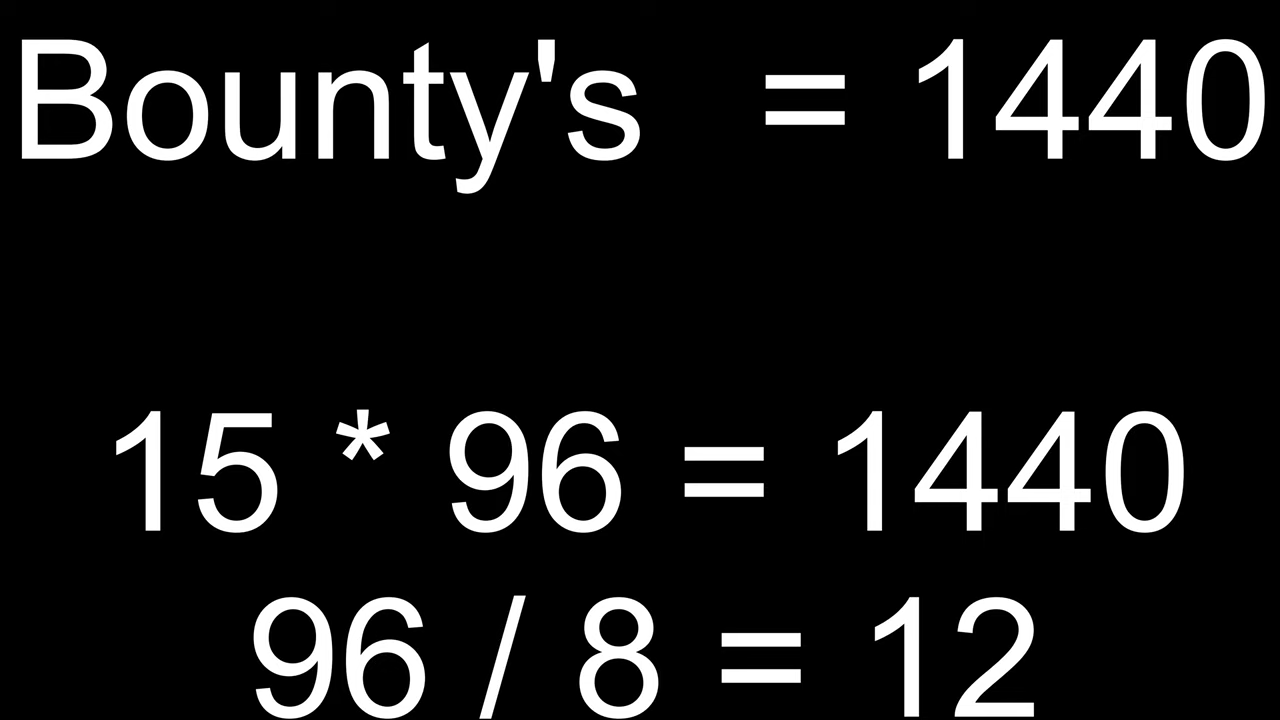 Bounty's = 1440
15 * 96 = 1440
96 / 8 = 12